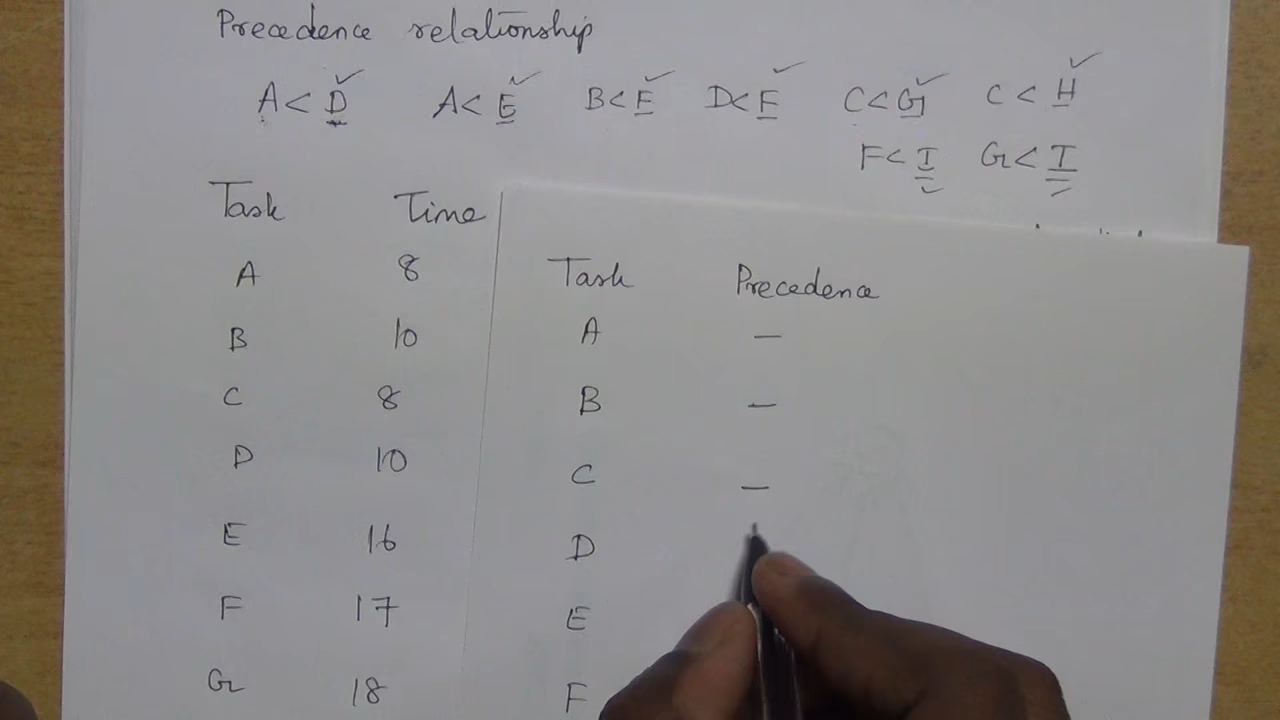 Precedence relationship
A < D A < E B < E D < F C < G C < H
F < I G < I
Task Time
A 8
B 10
C 8
D 10
E 16
F 17
G 18
Task Precedence
A —
B —
C —
D
E
F